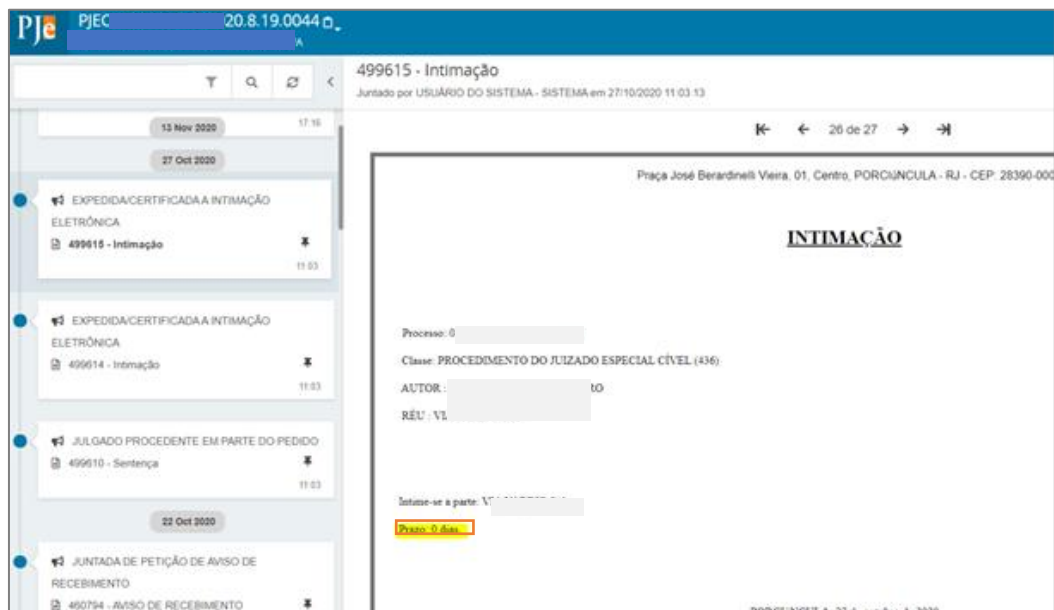 PJe
PJEC
20.8.19.0044
499615 - Intimação
Juntado por USUÁRIO DO SISTEMA - SISTEMA em 27/10/2020 11:03:13
26 de 27
17:16
13 Nov 2020
27 Oct 2020
EXPEDIDA/CERTIFICADA A INTIMAÇÃO
ELETRÔNICA
499615 - Intimação
11:03
EXPEDIDA/CERTIFICADA A INTIMAÇÃO
ELETRÔNICA
499614 - Intimação
11:03
JULGADO PROCEDENTE EM PARTE DO PEDIDO
499610 - Sentença
11:03
22 Oct 2020
JUNTADA DE PETIÇÃO DE AVISO DE
RECEBIMENTO
460794 - AVISO DE RECEBIMENTO
Praça José Berardinelli Vieira, 01, Centro, PORCIÚNCULA - RJ - CEP: 28390-000
INTIMAÇÃO
Processo: 0
Classe: PROCEDIMENTO DO JUIZADO ESPECIAL CÍVEL (436)
AUTOR : RO
RÉU : VI
Intime-se a parte: V
Prazo: 0 dias.